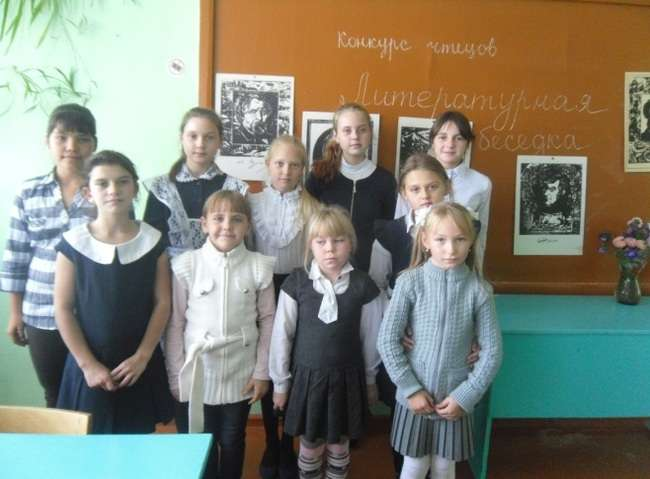 Конкурс чтецов
Литературная
беседка